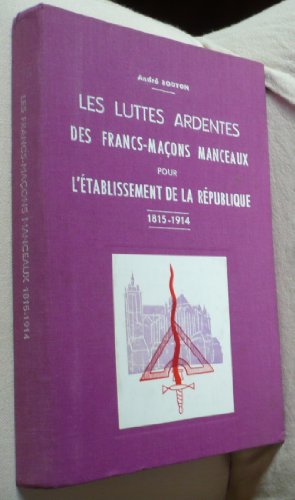 André BOUTON
LES LUTTES ARDENTES
DES FRANCS-MAÇONS MANCEAUX
POUR
L'ÉTABLISSEMENT DE LA RÉPUBLIQUE
1815-1914
LES FRANCS-MAÇONS MANCEAUX 1815-1914